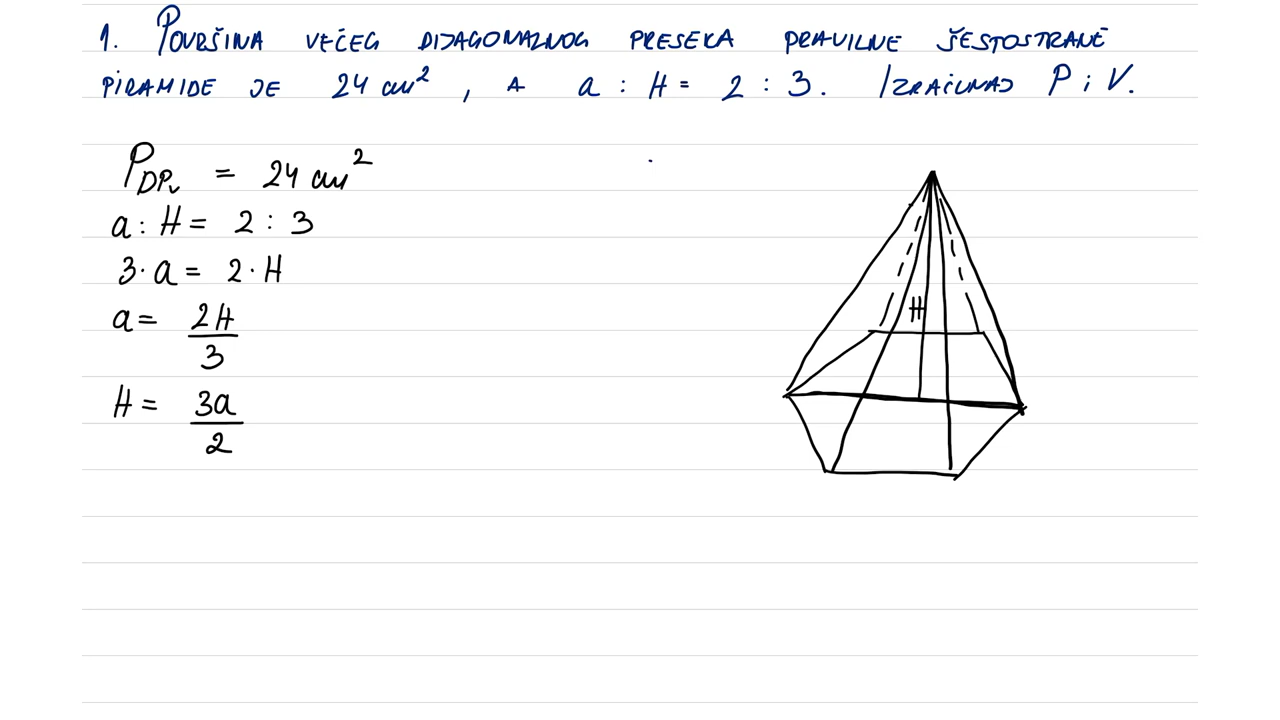 1. POVRŠINA VEĆEG DIJAGONALNOG PRESEKA PRAVILNE ŠESTOSTRANE
PIRAMIDE JE 24 cm², A a : H = 2 : 3. IZRAČUNAJ P i V.
P_DPv = 24 cm²
a : H = 2 : 3
3 · a = 2 · H
a = 2H/3
H = 3a/2
H